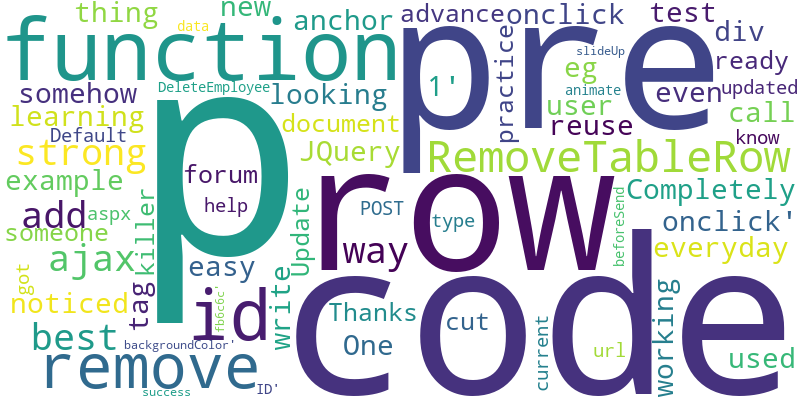 thing
new
data
anchor
advance
onclick
test
function
p
pre
div
ready
slideUp
eg
somehow
DeleteEmployee
looking
1'
practice
animate
even
updated
user
learning
Default
document
call
reuse
know
strong
forum
JQuery
RemoveTableRow
example
add
aspx
killer
help
Update
row
POST
type
Completely
beforeSend
onclick'
someone
ajax
easy
way
everyday
got
noticed
tag
id
fb6c6c'
write
code
Thanks
cut
working
best
backgroundColor'
One
current
url
used
remove
success
ID'